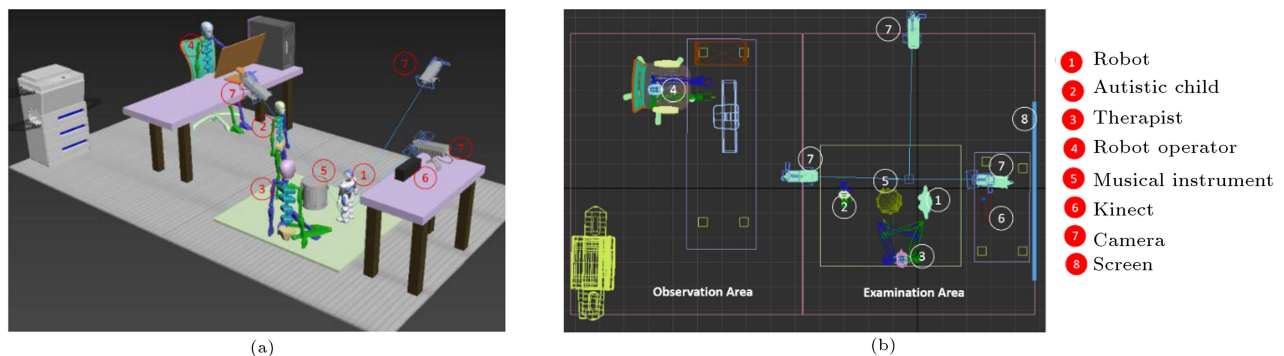 4
7
7
2
7
5
1
3
6
(a)
7
4
8
7
7
5
2
1
6
3
Observation Area
Examination Area
(b)
1 Robot
2 Autistic child
3 Therapist
4 Robot operator
5 Musical instrument
6 Kinect
7 Camera
8 Screen